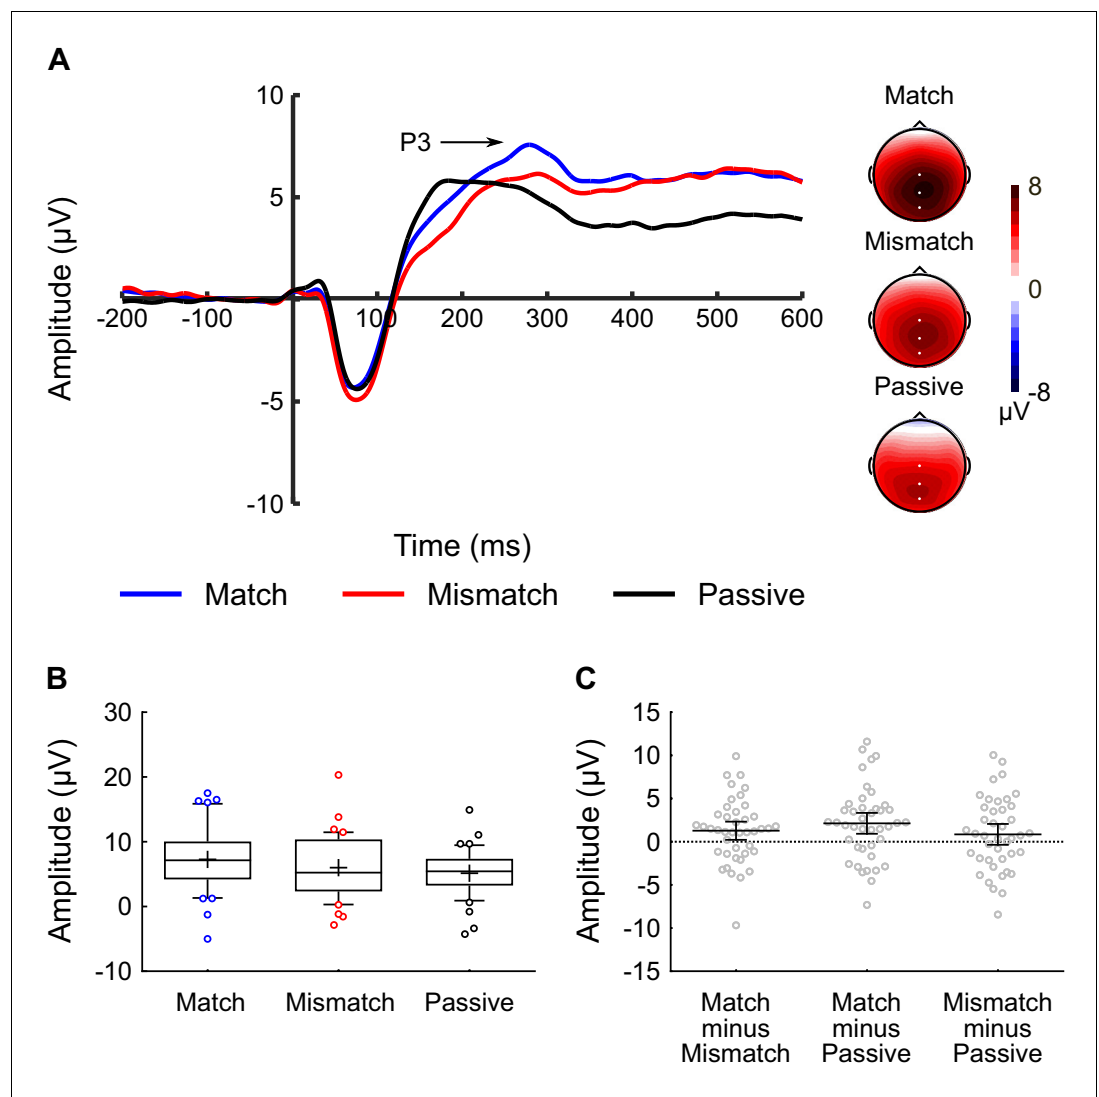 A
10
5
-5
-10
-200
-100
100
200
300
400
500
600
P3
Amplitude (µV)
Time (ms)
Match
Mismatch
Passive
8
0
-8
µV
Match
Mismatch
Passive
B
30
20
10
0
-10
Amplitude (µV)
Match
Mismatch
Passive
C
15
10
5
0
-5
-10
-15
Amplitude (µV)
Match
minus
Mismatch
Match
minus
Passive
Mismatch
minus
Passive